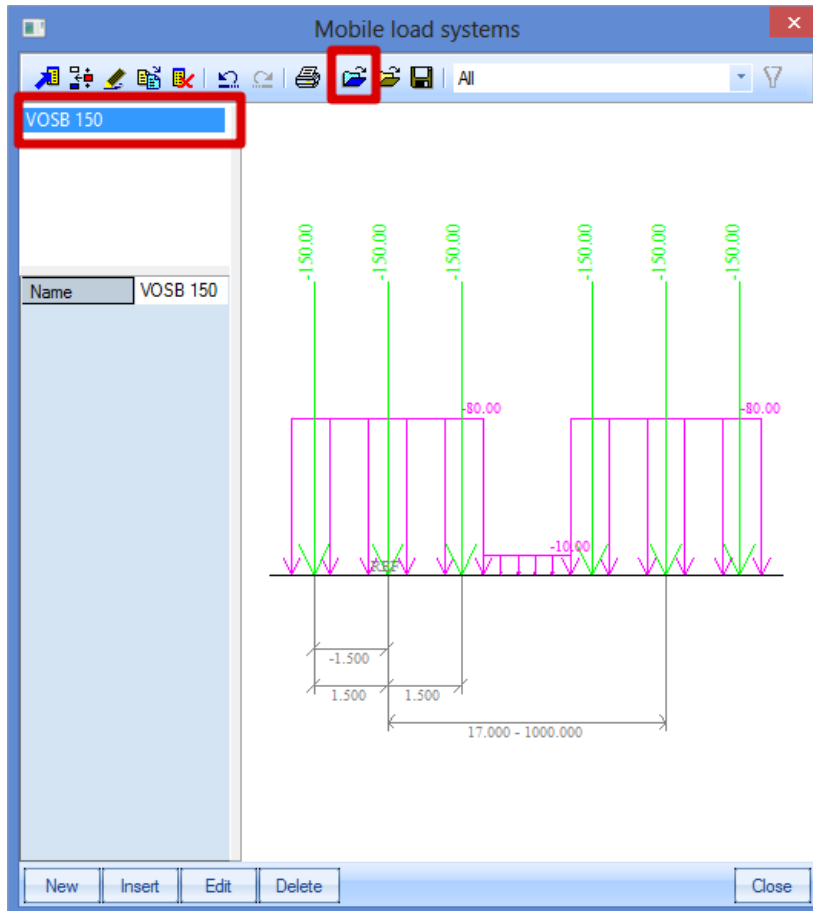 Mobile load systems
All
VOSB 150
Name VOSB 150
-150.00 -150.00 -150.00 -150.00 -150.00 -150.00
-80.00 -80.00
-10.00
REF
-1.500
1.500 1.500
17.000 - 1000.000
New Insert Edit Delete Close